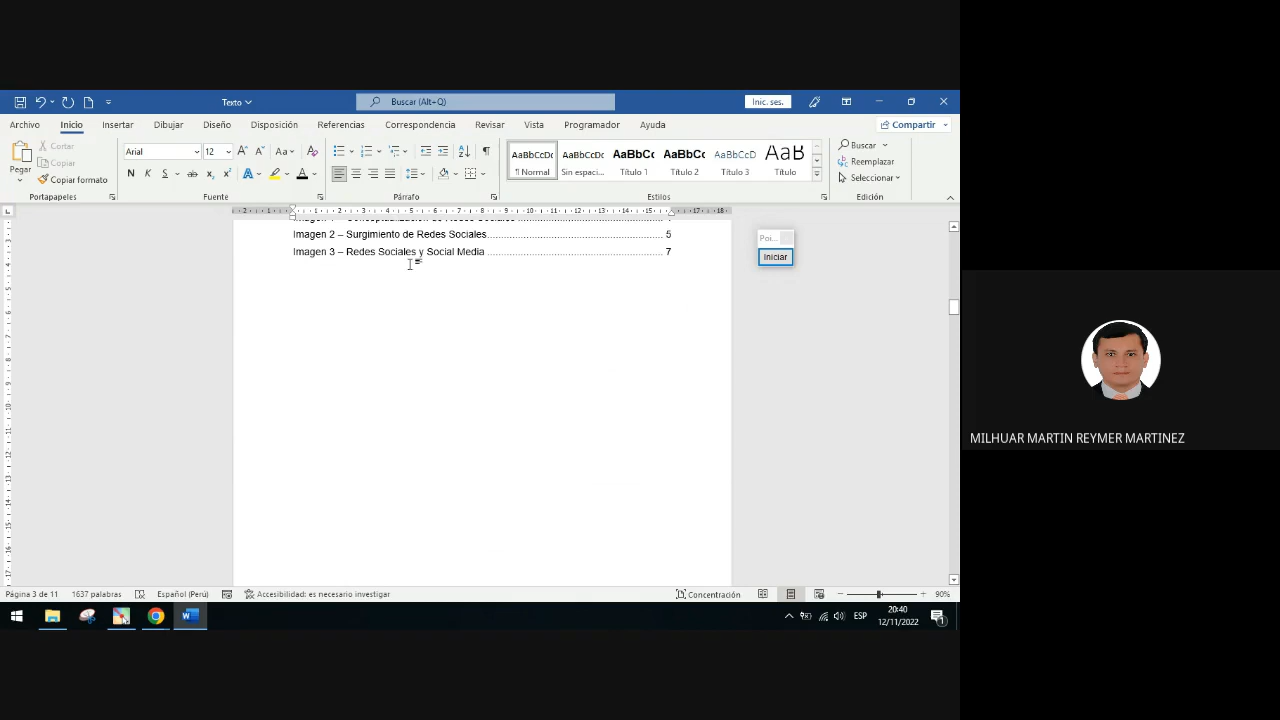 Texto
Buscar (Alt+Q)
Inic. ses.
Archivo Inicio Insertar Dibujar Diseño Disposición Referencias Correspondencia Revisar Vista Programador Ayuda
Compartir
Pegar
Cortar
Copiar
Copiar formato
Portapapeles
Arial 12
N K S ab
Fuente
Párrafo
AaBbCcDc
¶ Normal
AaBbCcDc
Sin espaci...
AaBbCc
Título 1
AaBbCc
Título 2
AaBbCcD
Título 3
AaB
Título
Estilos
Buscar
Reemplazar
Seleccionar
Edición
Imagen 2 – Surgimiento de Redes Sociales 5
Imagen 3 – Redes Sociales y Social Media 7
Poi...
Iniciar
MILHUAR MARTIN REYMER MARTINEZ
Página 3 de 11 1637 palabras Español (Perú) Accesibilidad: es necesario investigar
Concentración
90%
ESP
20:40
12/11/2022